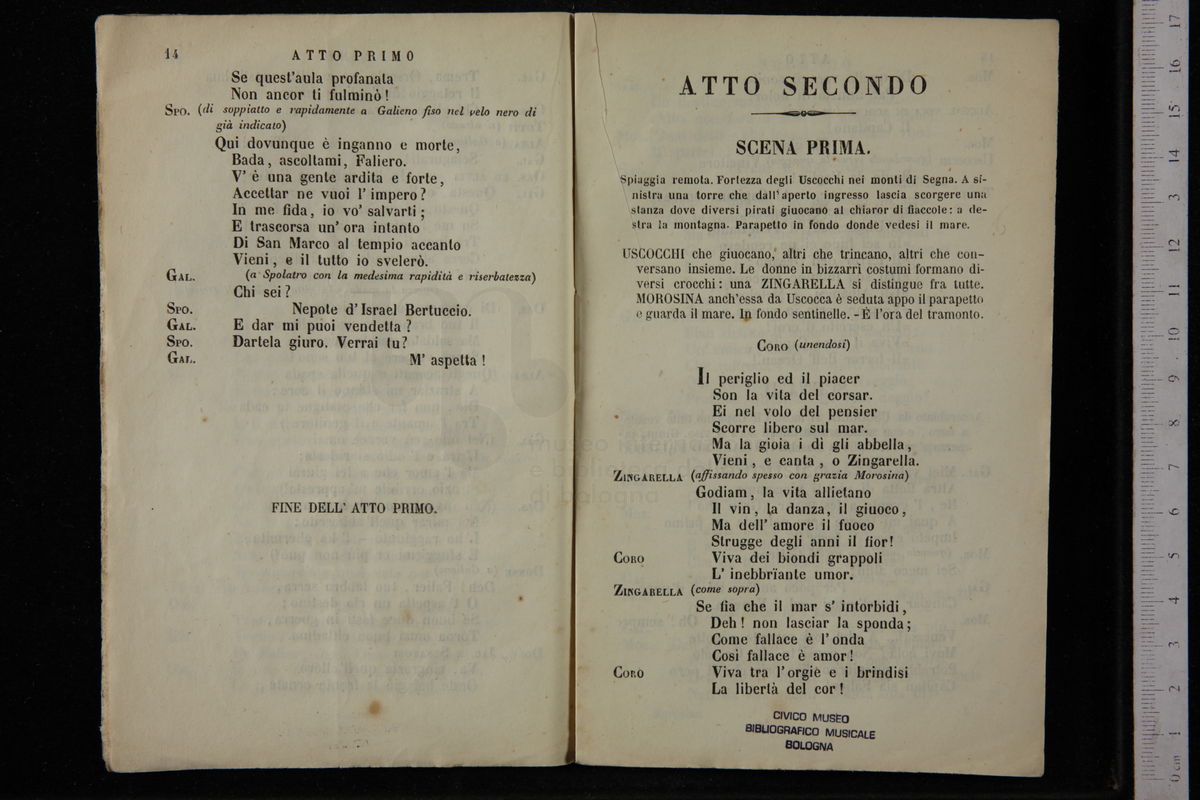 14 ATTO PRIMO
Se quest'aula profanata
Non ancor ti fulminò!
SPO. (di soppiatto e rapidamente a Galieno fiso nel velo nero di
già indicato)
Qui dovunque è inganno e morte,
Bada, ascoltami, Faliero.
V' è una gente ardita e forte,
Accettar ne vuoi l' impero?
In me fida, io vo' salvarti;
E trascorsa un' ora intanto
Di San Marco al tempio accanto
Vieni, e il tutto io svelerò.
GAL. (a Spolatro con la medesima rapidità e riserbatezza)
Chi sei?
SPO. Nepote d' Israel Bertuccio.
GAL. E dar mi puoi vendetta?
SPO. Dartela giuro. Verrai tu?
GAL. M' aspetta!
FINE DELL' ATTO PRIMO.
ATTO SECONDO
SCENA PRIMA.
Spiaggia remota. Fortezza degli Uscocchi nei monti di Segna. A si-
nistra una torre che dall' aperto ingresso lascia scorgere una
stanza dove diversi pirati giuocano al chiaror di fiaccole: a de-
stra la montagna. Parapetto in fondo donde vedesi il mare.
USCOCCHI che giuocano, altri che trincano, altri che con-
versano insieme. Le donne in bizzarri costumi formano di-
versi crocchi: una ZINGARELLA si distingue fra tutte.
MOROSINA anch'essa da Uscocca è seduta appo il parapetto
e guarda il mare. In fondo sentinelle. - È l'ora del tramonto.
CORO (unendosi)
Il periglio ed il piacer
Son la vita del corsar.
Ei nel volo del pensier
Scorre libero sul mar.
Ma la gioia i dì gli abbella,
Vieni, e canta, o Zingarella.
ZINGARELLA (affissando spesso con grazia Morosina)
Godiam, la vita allietano
Il vin, la danza, il giuoco,
Ma dell' amore il fuoco
Strugge degli anni il fior!
CORO Viva dei biondi grappoli
L' inebbrïante umor.
ZINGARELLA (come sopra)
Se fia che il mar s' intorbidi,
Deh! non lasciar la sponda;
Come fallace è l' onda
Così fallace è amor!
CORO Viva tra l' orgie e i brindisi
La libertà del cor!
CIVICO MUSEO
BIBLIOGRAFICO MUSICALE
BOLOGNA